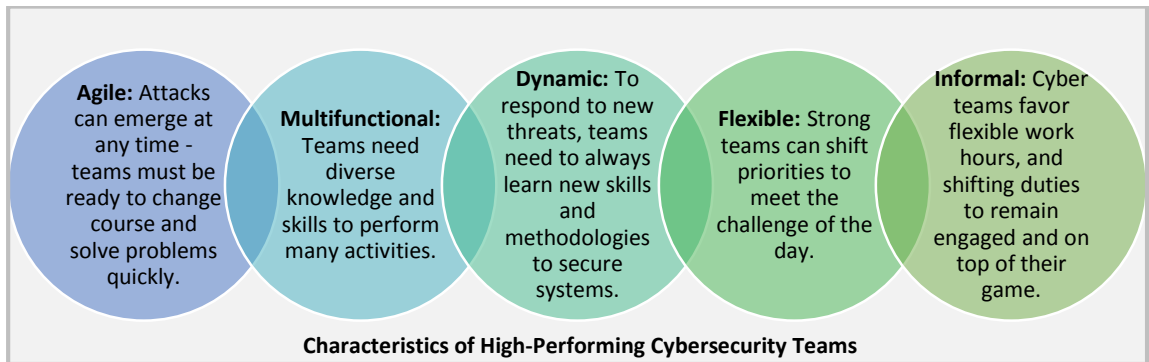 Agile: Attacks
can emerge at
any time -
teams must be
ready to change
course and
solve problems
quickly.
Multifunctional:
Teams need
diverse
knowledge and
skills to perform
many activities.
Dynamic: To
respond to new
threats, teams
need to always
learn new skills
and
methodologies
to secure
systems.
Flexible: Strong
teams can shift
priorities to
meet the
challenge of the
day.
Informal: Cyber
teams favor
flexible work
hours, and
shifting duties
to remain
engaged and on
top of their
game.
Characteristics of High-Performing Cybersecurity Teams